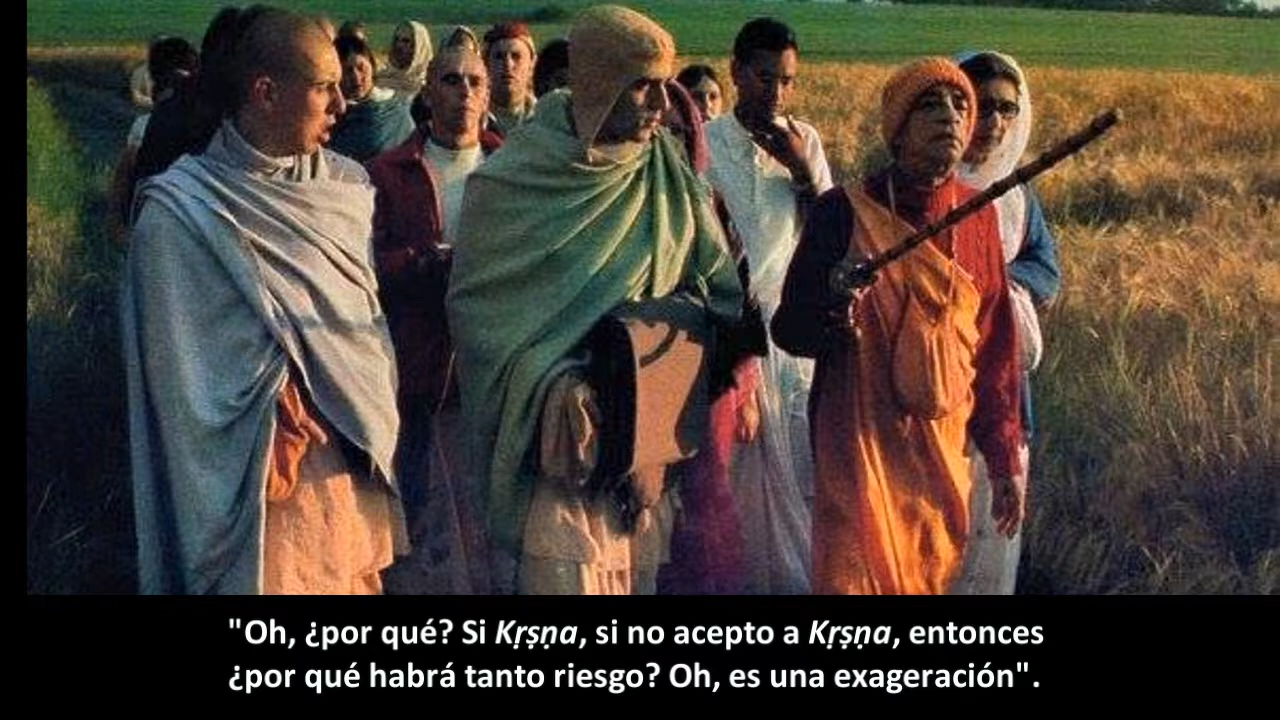 "Oh, ¿por qué? Si Kṛṣṇa, si no acepto a Kṛṣṇa, entonces
¿por qué habrá tanto riesgo? Oh, es una exageración".